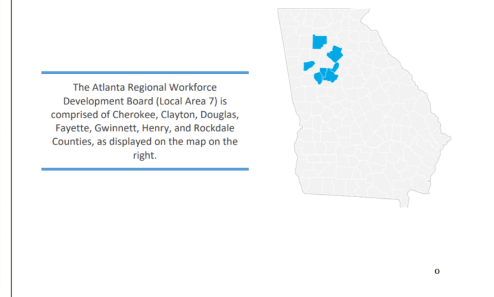 The Atlanta Regional Workforce
Development Board (Local Area 7) is
comprised of Cherokee, Clayton, Douglas,
Fayette, Gwinnett, Henry, and Rockdale
Counties, as displayed on the map on the
right.
0